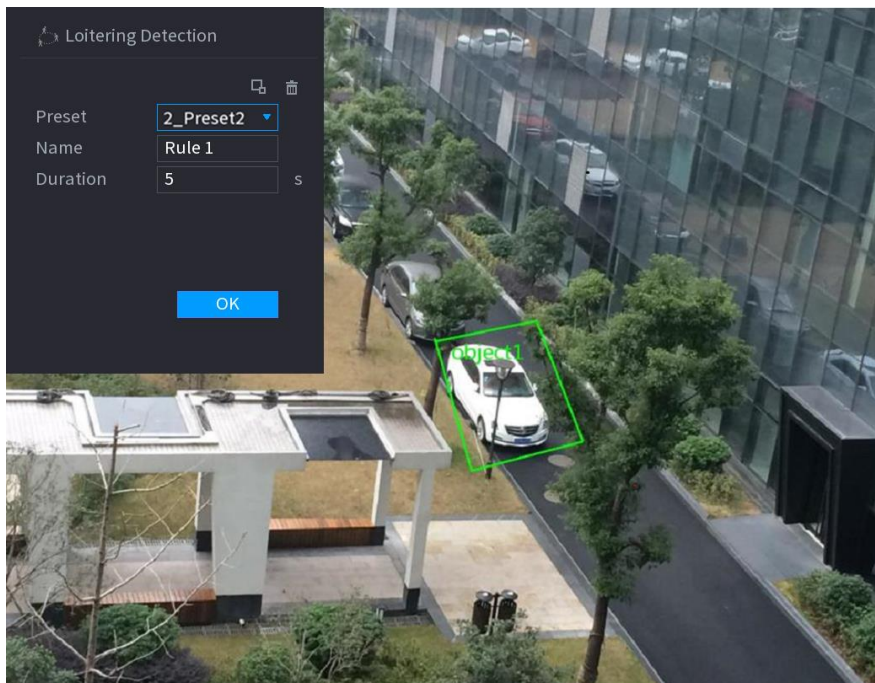 Loitering Detection
Preset 2_Preset2
Name Rule 1
Duration 5 s
OK
object1